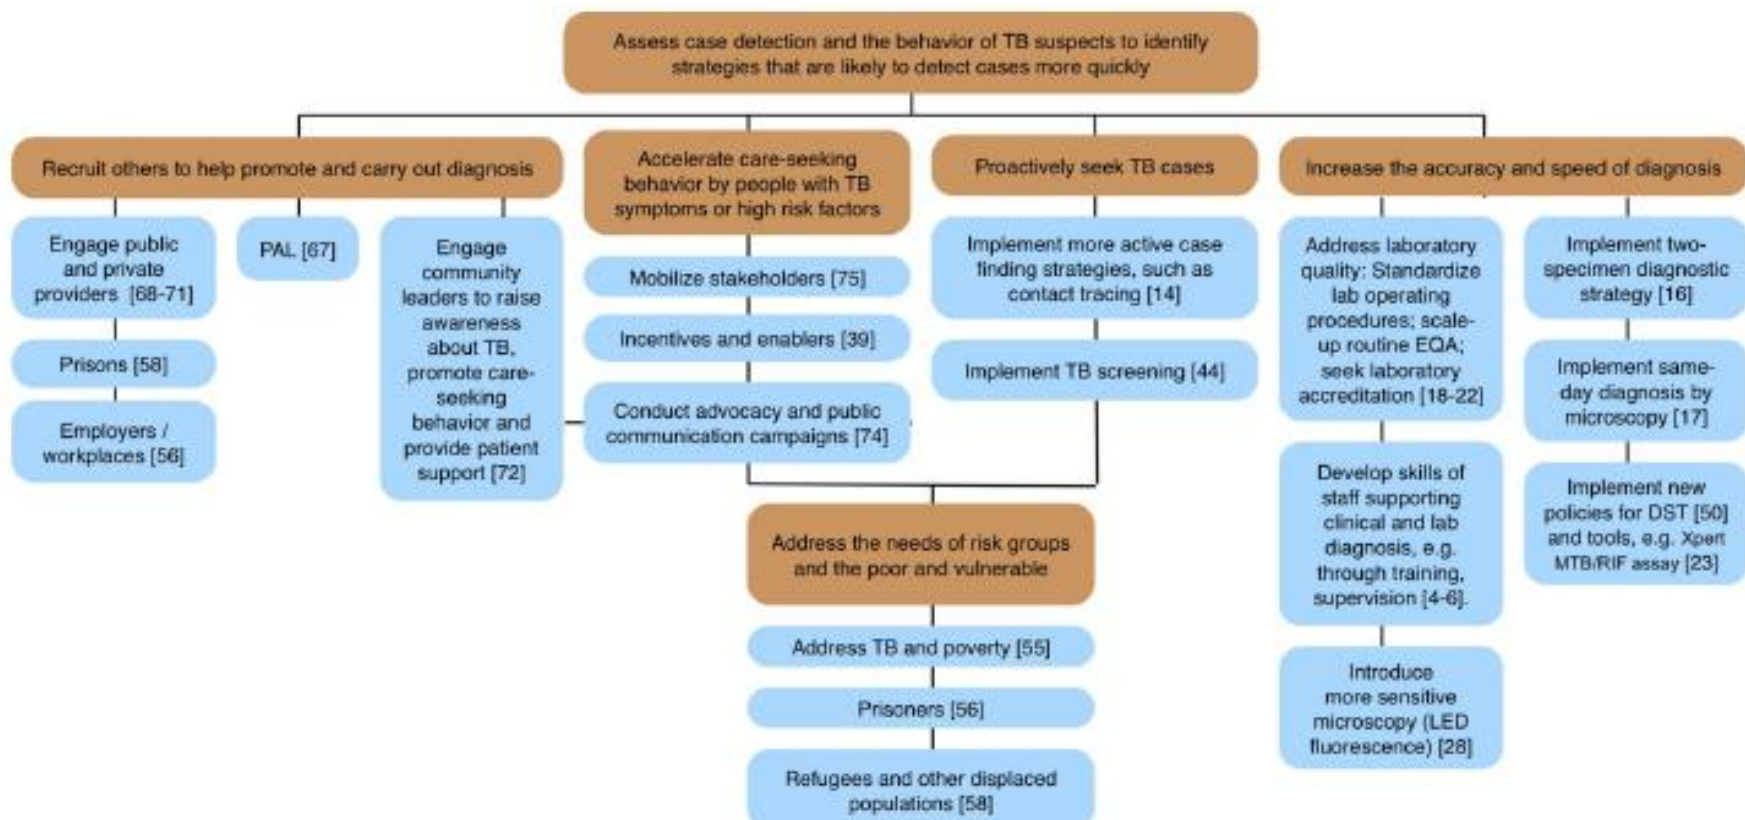 Assess case detection and the behavior of TB suspects to identify
strategies that are likely to detect cases more quickly
Recruit others to help promote and carry out diagnosis
Engage public
and private
providers [68-71]
Prisons [58]
Employers /
workplaces [56]
PAL [67]
Engage
community
leaders to raise
awareness
about TB,
promote care-
seeking
behavior and
provide patient
support [72]
Accelerate care-seeking
behavior by people with TB
symptoms or high risk factors
Mobilize stakeholders [75]
Incentives and enablers [39]
Conduct advocacy and public
communication campaigns [74]
Proactively seek TB cases
Implement more active case
finding strategies, such as
contact tracing [14]
Implement TB screening [44]
Address the needs of risk groups
and the poor and vulnerable
Address TB and poverty [55]
Prisoners [56]
Refugees and other displaced
populations [58]
Increase the accuracy and speed of diagnosis
Address laboratory
quality: Standardize
lab operating
procedures; scale-
up routine EQA;
seek laboratory
accreditation [18-22]
Develop skills of
staff supporting
clinical and lab
diagnosis, e.g.
through training,
supervision [4-6].
Introduce
more sensitive
microscopy (LED
fluorescence) [28]
Implement two-
specimen diagnostic
strategy [16]
Implement same-
day diagnosis by
microscopy [17]
Implement new
policies for DST [50]
and tools, e.g. Xpert
MTB/RIF assay [23]